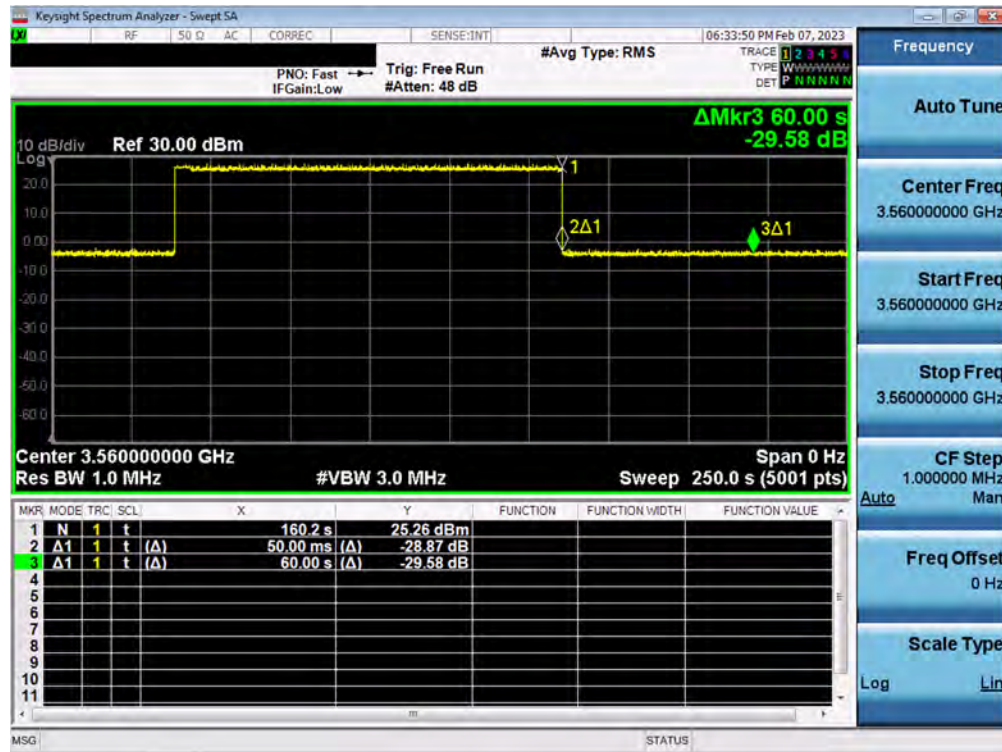 Keysight Spectrum Analyzer - Swept SA
LXI RF 50 Ω AC CORREC SENSE:INT 06:33:50 PM Feb 07, 2023
#Avg Type: RMS
TRACE 1 2 3 4 5 6
TYPE W
DET P N N N N N
PNO: Fast
IFGain:Low
Trig: Free Run
#Atten: 48 dB
ΔMkr3 60.00 s
-29.58 dB
10 dB/div Ref 30.00 dBm
Log
20.0
10.0
0.00
-10.0
-20.0
-30.0
-40.0
-50.0
-60.0
1
2Δ1
3Δ1
Center 3.560000000 GHz Span 0 Hz
Res BW 1.0 MHz #VBW 3.0 MHz Sweep 250.0 s (5001 pts)
MKR MODE TRC SCL X Y FUNCTION FUNCTION WIDTH FUNCTION VALUE
1 N 1 t 160.2 s 25.26 dBm
2 Δ1 1 t (Δ) 50.00 ms (Δ) -28.87 dB
3 Δ1 1 t (Δ) 60.00 s (Δ) -29.58 dB
4
5
6
7
8
9
10
11
MSG STATUS
Frequency
Auto Tune
Center Freq
3.560000000 GHz
Start Freq
3.560000000 GHz
Stop Freq
3.560000000 GHz
CF Step
1.000000 MHz
Auto Man
Freq Offset
0 Hz
Scale Type
Log Lin